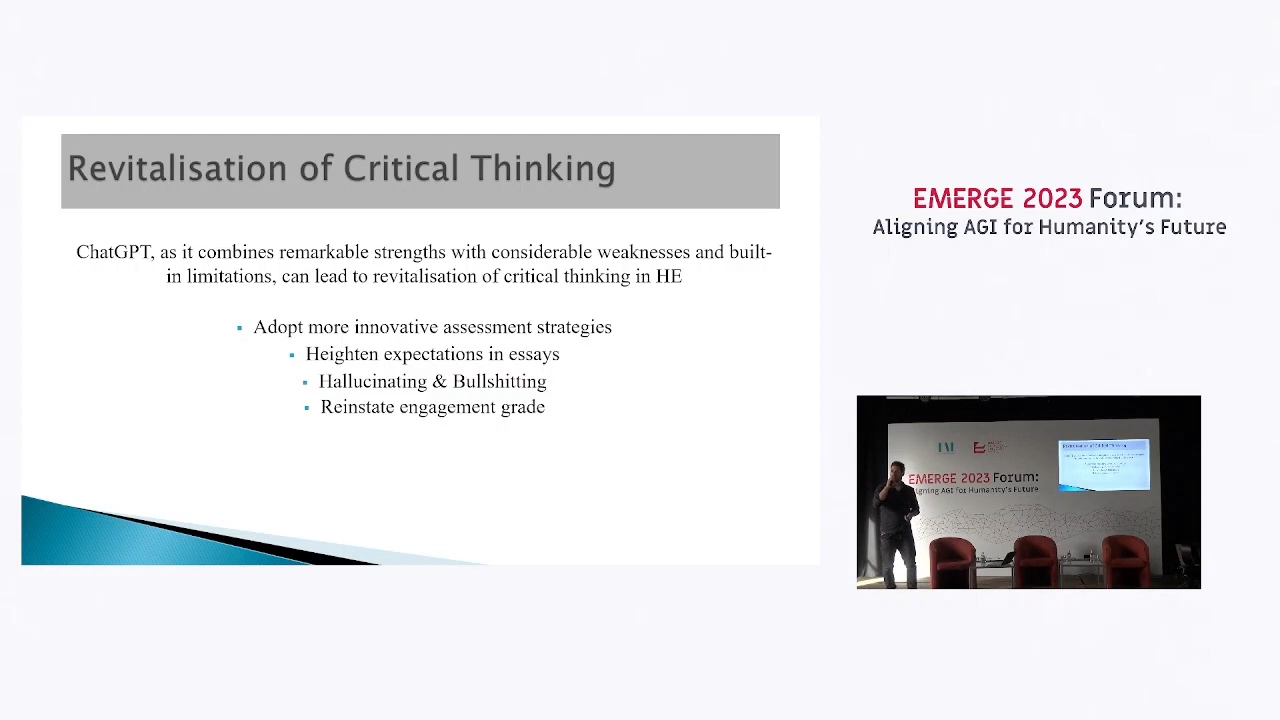 Revitalisation of Critical Thinking
ChatGPT, as it combines remarkable strengths with considerable weaknesses and built-
in limitations, can lead to revitalisation of critical thinking in HE
▪ Adopt more innovative assessment strategies
▪ Heighten expectations in essays
▪ Hallucinating & Bullshitting
▪ Reinstate engagement grade
EMERGE 2023 Forum:
Aligning AGI for Humanity's Future
EMERGE 2023 Forum:
Aligning AGI for Humanity's Future